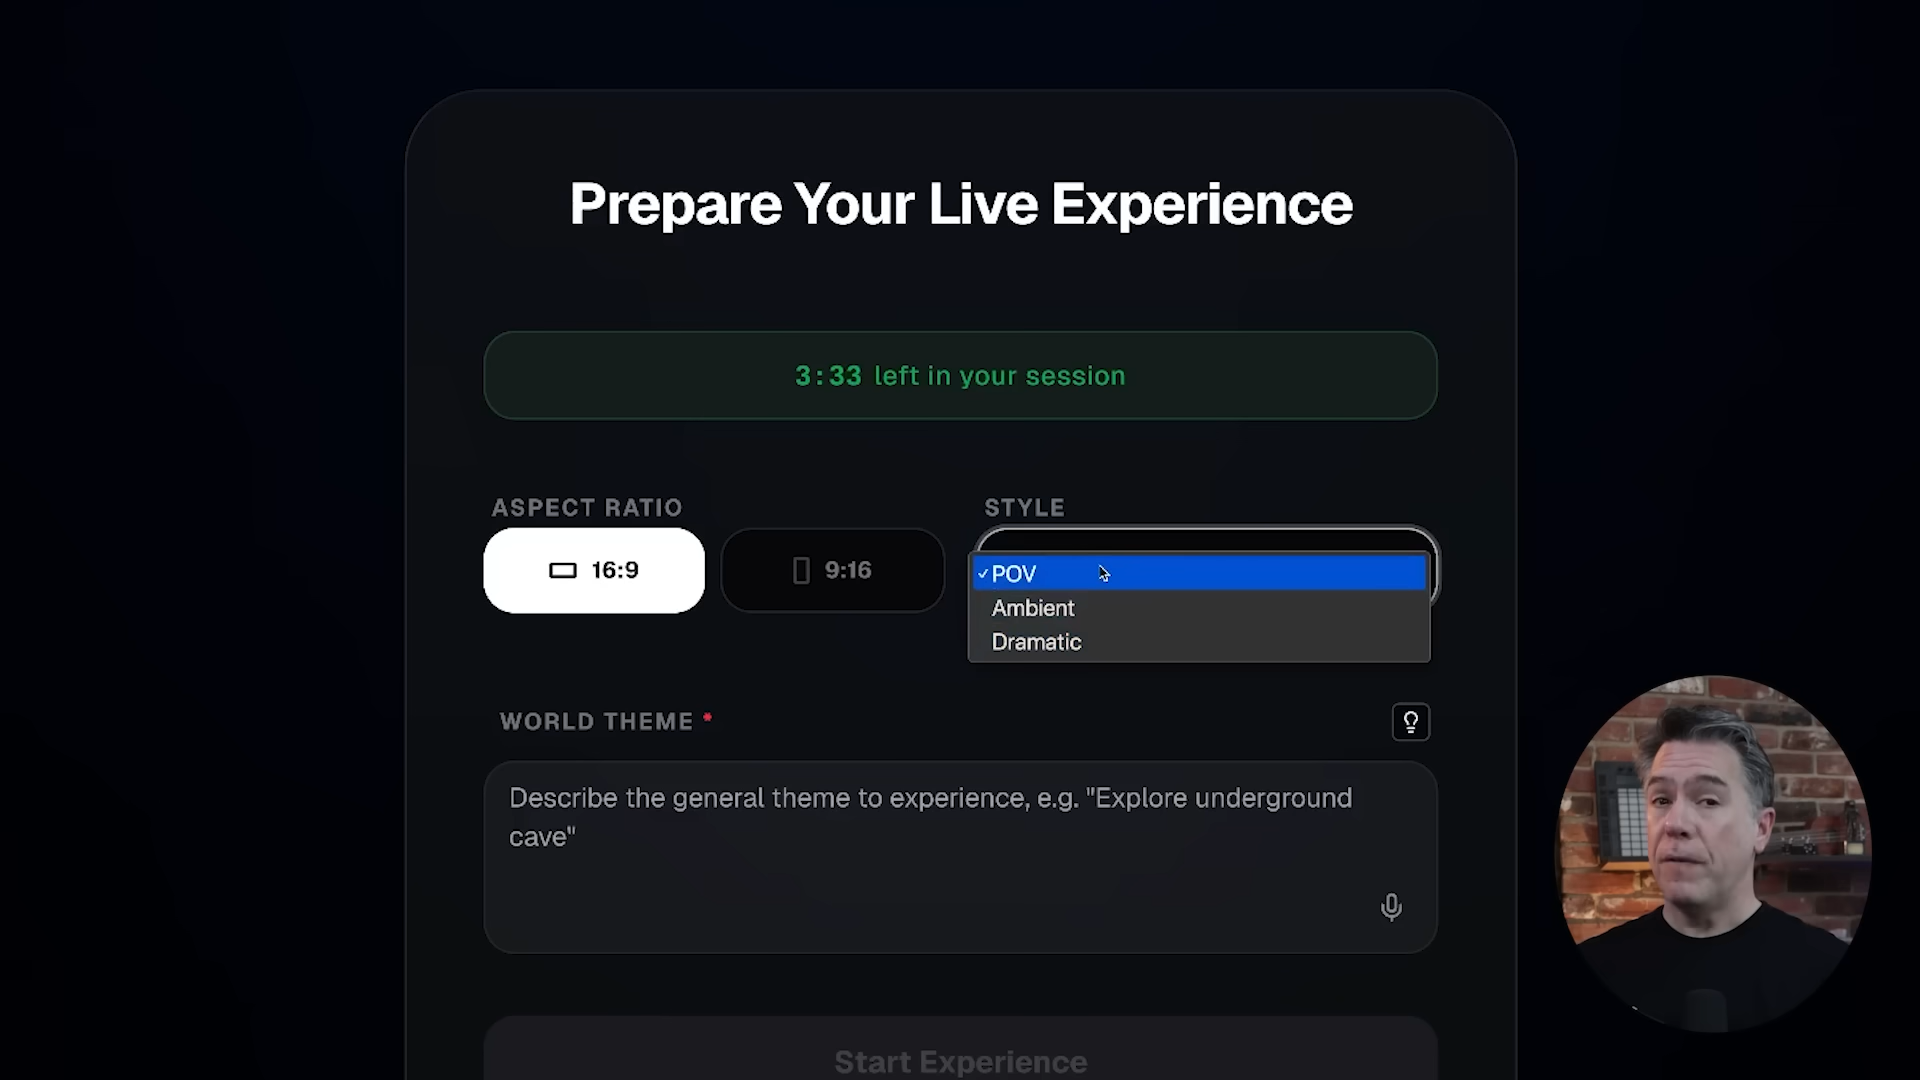 Prepare Your Live Experience
3:33 left in your session
ASPECT RATIO
STYLE
16:9
9:16
✓POV
Ambient
Dramatic
WORLD THEME *
Describe the general theme to experience, e.g. "Explore underground
cave"
Start Experience